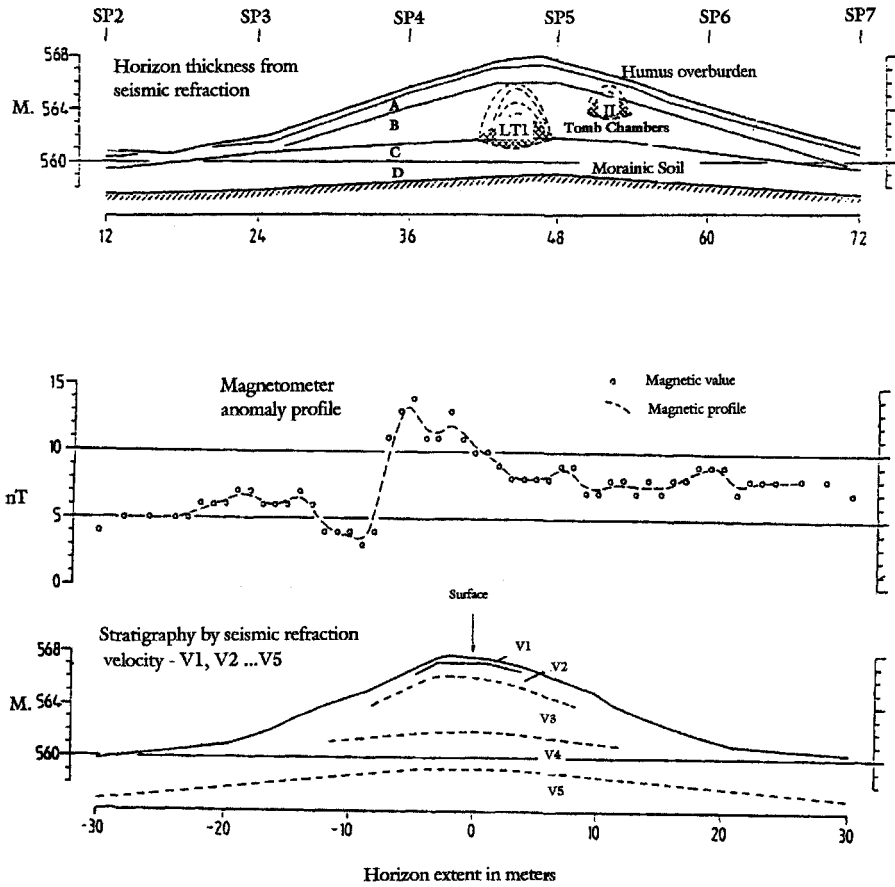 SP2 SP3 SP4 SP5 SP6 SP7
568
Horizon thickness from
seismic refraction
Humus overburden
M. 564
A
B
LT1
II
Tomb Chambers
560
C
D
Morainic Soil
12 24 36 48 60 72
15
Magnetometer
anomaly profile
Magnetic value
Magnetic profile
10
nT
5
0
Surface
Stratigraphy by seismic refraction
velocity - V1, V2 ...V5
568
V1
V2
M. 564
V3
560
V4
V5
-30 -20 -10 0 10 20 30
Horizon extent in meters